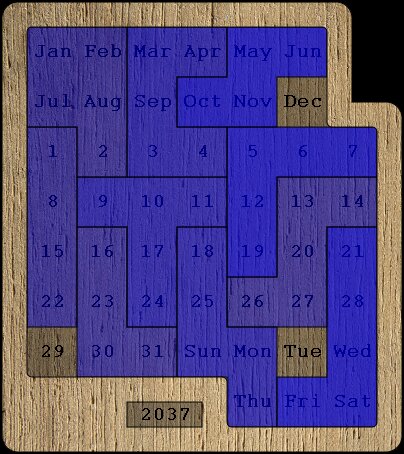 Jan Feb Mar Apr May Jun
Jul Aug Sep Oct Nov Dec
1 2 3 4 5 6 7
8 9 10 11 12 13 14
15 16 17 18 19 20 21
22 23 24 25 26 27 28
29 30 31 Sun Mon Tue Wed
Thu Fri Sat
2037